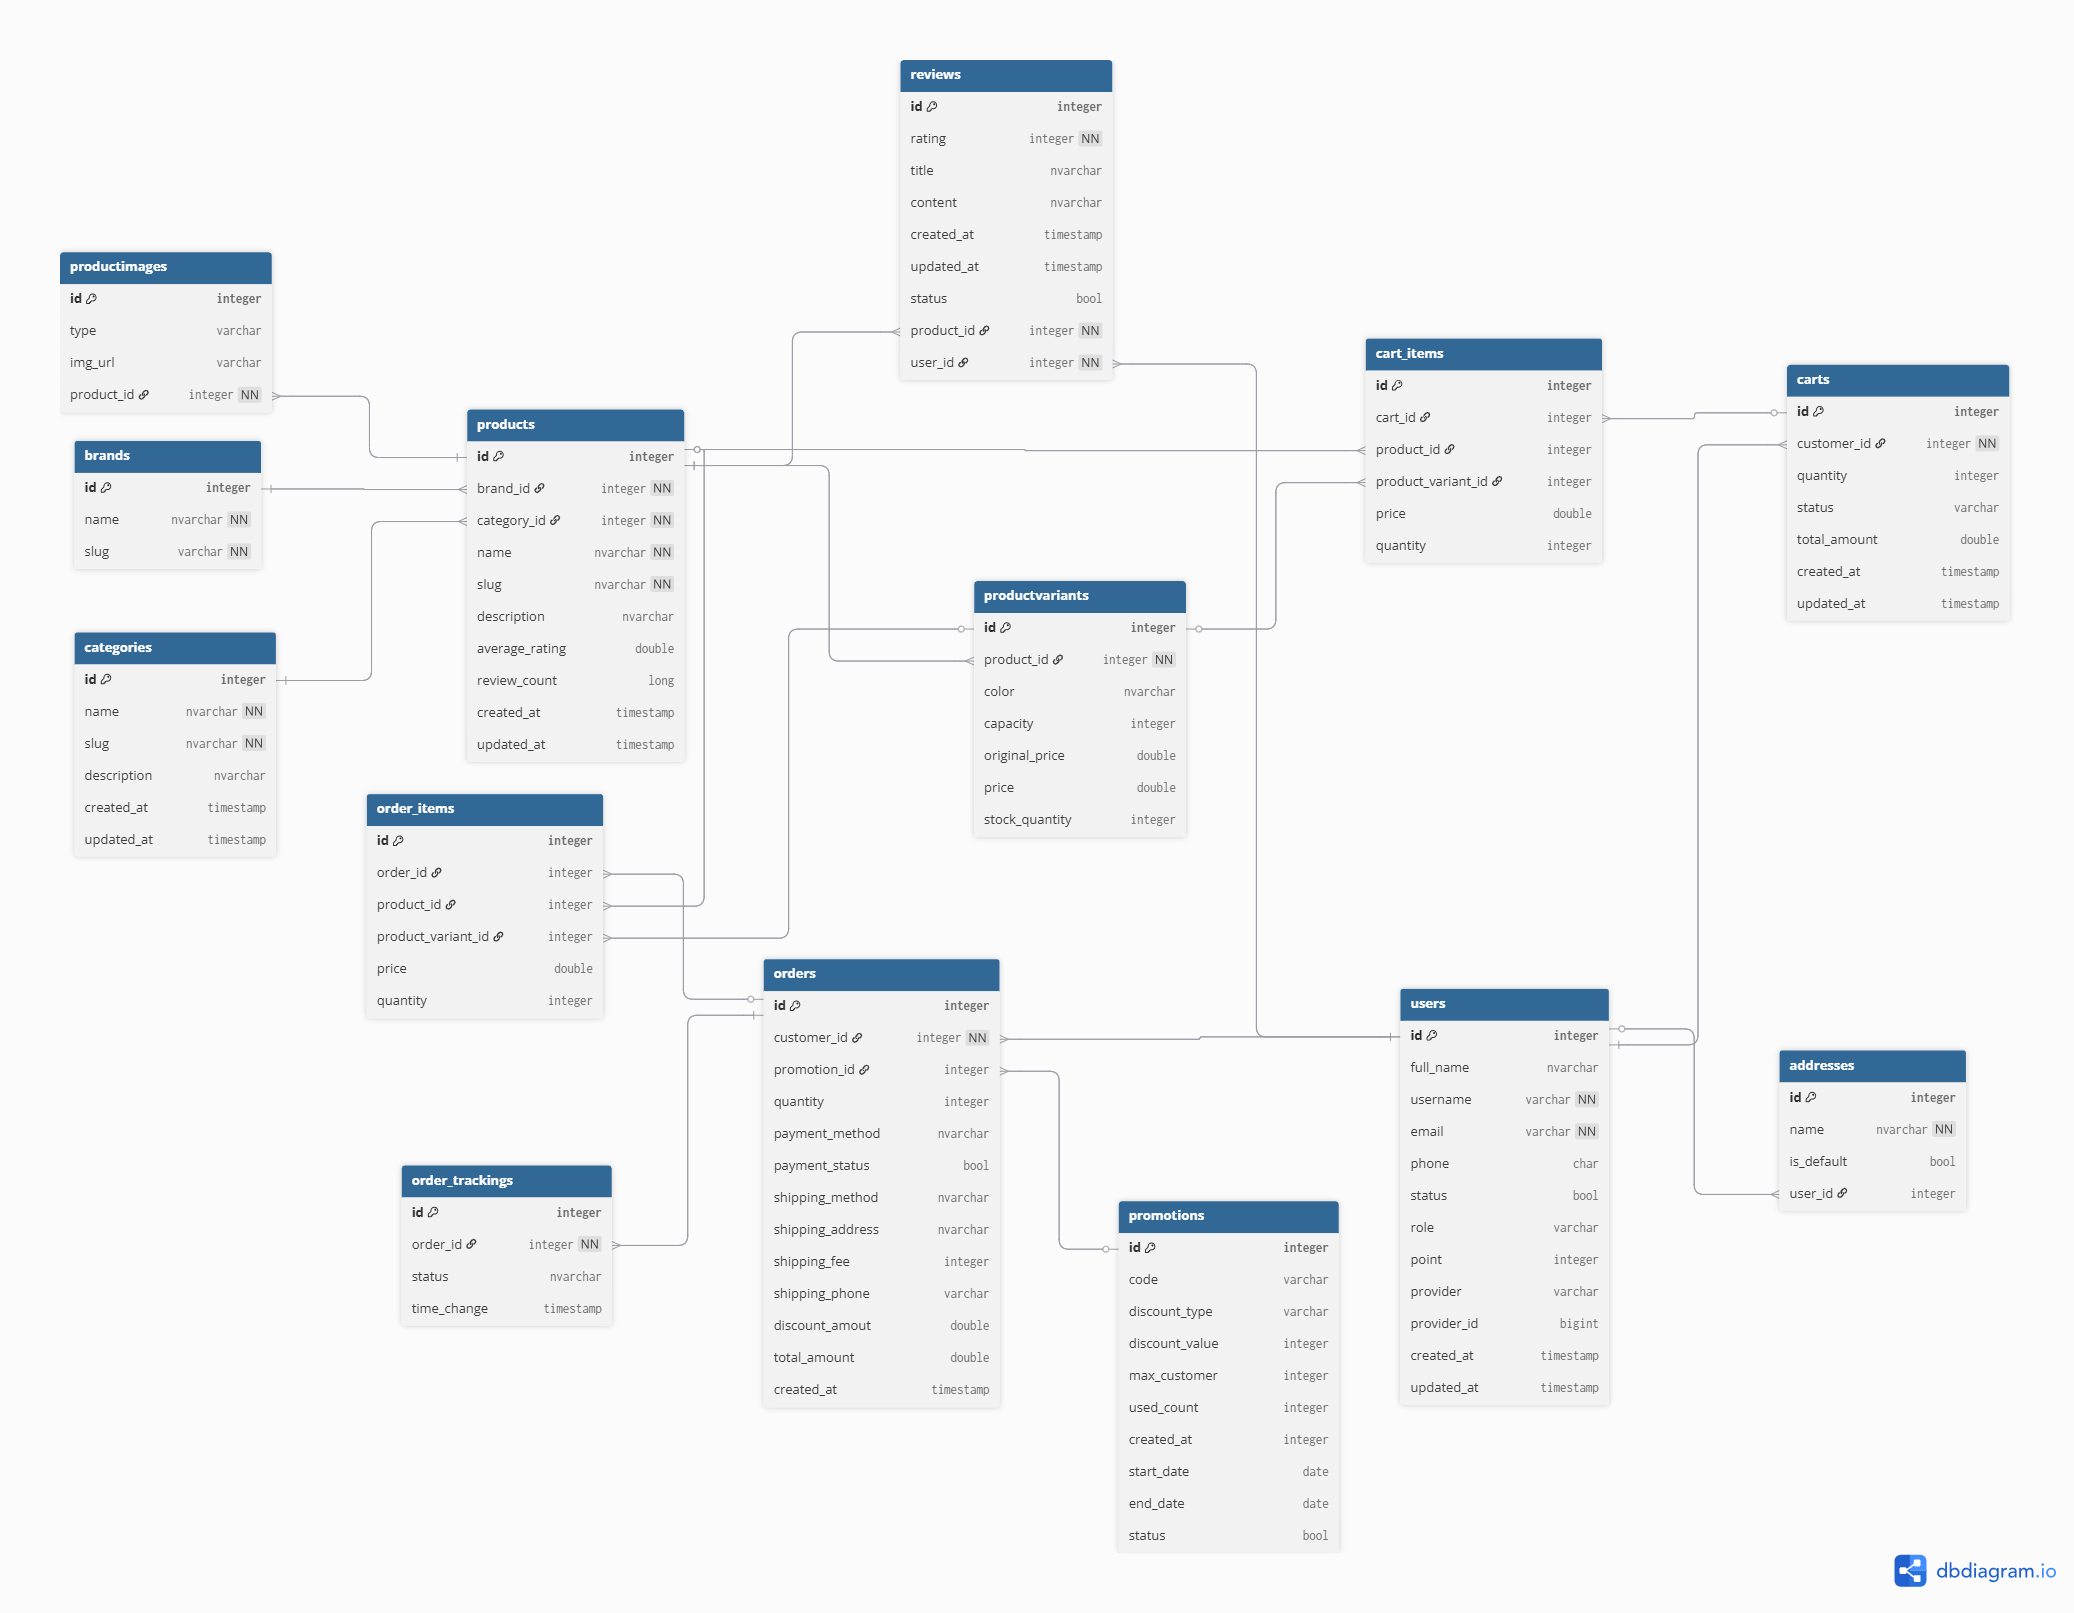 reviews
id integer
rating integer NN
title nvarchar
content nvarchar
created_at timestamp
updated_at timestamp
status bool
product_id integer NN
user_id integer NN
productimages
id integer
type varchar
img_url varchar
product_id integer NN
brands
id integer
name nvarchar NN
slug varchar NN
categories
id integer
name nvarchar NN
slug nvarchar NN
description nvarchar
created_at timestamp
updated_at timestamp
products
id integer
brand_id integer NN
category_id integer NN
name nvarchar NN
slug nvarchar NN
description nvarchar
average_rating double
review_count long
created_at timestamp
updated_at timestamp
cart_items
id integer
cart_id integer
product_id integer
product_variant_id integer
price double
quantity integer
carts
id integer
customer_id integer NN
quantity integer
status varchar
total_amount double
created_at timestamp
updated_at timestamp
productvariants
id integer
product_id integer NN
color nvarchar
capacity integer
original_price double
price double
stock_quantity integer
order_items
id integer
order_id integer
product_id integer
product_variant_id integer
price double
quantity integer
orders
id integer
customer_id integer NN
promotion_id integer
quantity integer
payment_method nvarchar
payment_status bool
shipping_method nvarchar
shipping_address nvarchar
shipping_fee integer
shipping_phone varchar
discount_amout double
total_amount double
created_at timestamp
order_trackings
id integer
order_id integer NN
status nvarchar
time_change timestamp
promotions
id integer
code varchar
discount_type varchar
discount_value integer
max_customer integer
used_count integer
created_at integer
start_date date
end_date date
status bool
users
id integer
full_name nvarchar
username varchar NN
email varchar NN
phone char
status bool
role varchar
point integer
provider varchar
provider_id bigint
created_at timestamp
updated_at timestamp
addresses
id integer
name nvarchar NN
is_default bool
user_id integer
dbdiagram.io